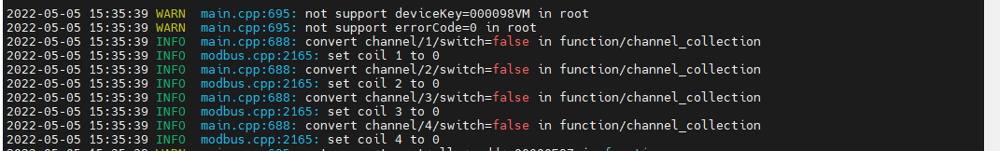 2022-05-05 15:35:39 WARN main.cpp:695: not support deviceKey=000098VM in root
2022-05-05 15:35:39 WARN main.cpp:695: not support errorCode=0 in root
2022-05-05 15:35:39 INFO main.cpp:688: convert channel/1/switch=false in function/channel_collection
2022-05-05 15:35:39 INFO modbus.cpp:2165: set coil 1 to 0
2022-05-05 15:35:39 INFO main.cpp:688: convert channel/2/switch=false in function/channel_collection
2022-05-05 15:35:39 INFO modbus.cpp:2165: set coil 2 to 0
2022-05-05 15:35:39 INFO main.cpp:688: convert channel/3/switch=false in function/channel_collection
2022-05-05 15:35:39 INFO modbus.cpp:2165: set coil 3 to 0
2022-05-05 15:35:39 INFO main.cpp:688: convert channel/4/switch=false in function/channel_collection
2022-05-05 15:35:39 INFO modbus.cpp:2165: set coil 4 to 0